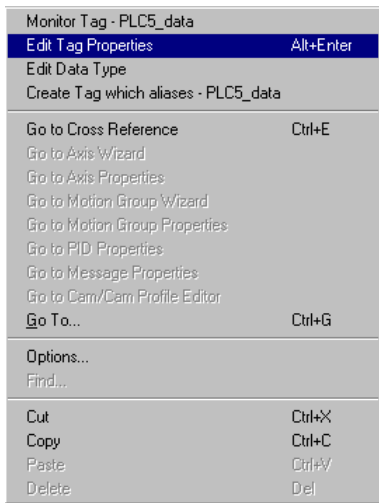 Monitor Tag - PLC5_data
Edit Tag Properties Alt+Enter
Edit Data Type
Create Tag which aliases - PLC5_data
Go to Cross Reference Ctrl+E
Go to Axis Wizard
Go to Axis Properties
Go to Motion Group Wizard
Go to Motion Group Properties
Go to PID Properties
Go to Message Properties
Go to Cam/Cam Profile Editor
Go To... Ctrl+G
Options...
Find...
Cut Ctrl+X
Copy Ctrl+C
Paste Ctrl+V
Delete Del